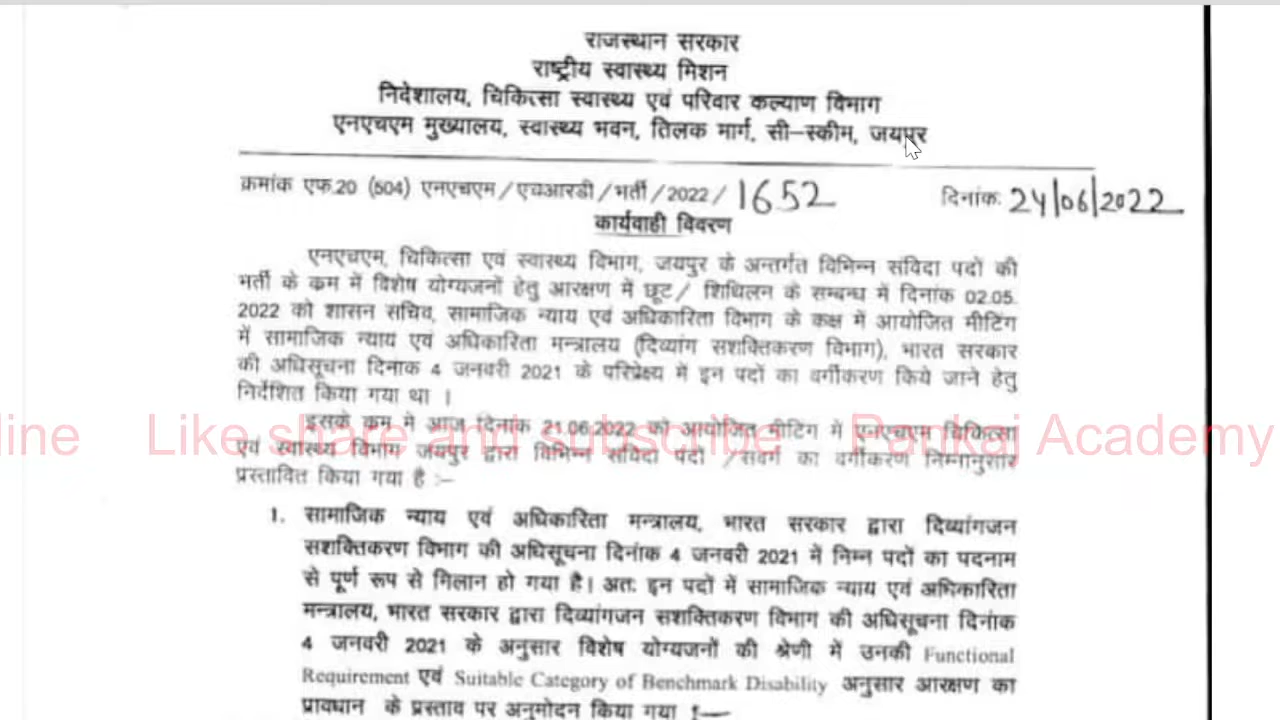 राजस्थान सरकार
राष्ट्रीय स्वास्थ्य मिशन
निदेशालय, चिकित्सा स्वास्थ्य एवं परिवार कल्याण विभाग
एनएचएम मुख्यालय, स्वास्थ्य भवन, तिलक मार्ग, सी–स्कीम, जयपुर
क्रमांक एफ.20 (504) एनएचएम/एचआरडी/भर्ती/2022/ 1652 दिनांक: 24/06/2022
कार्यवाही विवरण
एनएचएम, चिकित्सा एवं स्वास्थ्य विभाग, जयपुर के अन्तर्गत विभिन्न संविदा पदों की
भर्ती के कम में विशेष योग्यजनों हेतु आरक्षण में छूट/ शिथिलन के सम्बन्ध में दिनांक 02.05.
2022 को शासन सचिव, सामाजिक न्याय एवं अधिकारिता विभाग के कक्ष में आयोजित मीटिंग
में सामाजिक न्याय एवं अधिकारिता मन्त्रालय (दिव्यांग सशक्तिकरण विभाग), भारत सरकार
की अधिसूचना दिनांक 4 जनवरी 2021 के परिप्रेक्ष्य में इन पदों का वर्गीकरण किये जाने हेतु
निर्देशित किया गया था ।
इसके कम मे आज दिनांक 21.06.2022 को आयोजित मीटिंग में एनएचएम चिकित्सा
एवं स्वास्थ्य विभाग जयपुर द्वारा विभिन्न संविदा पदों /संवर्ग का वर्गीकरण निम्नानुसार
प्रस्तावित किया गया है :–
line Like share and subscribe Pankaj Academy
1. सामाजिक न्याय एवं अधिकारिता मन्त्रालय, भारत सरकार द्वारा दिव्यांगजन
सशक्तिकरण विभाग की अधिसूचना दिनांक 4 जनवरी 2021 में निम्न पदों का पदनाम
से पूर्ण रूप से मिलान हो गया है। अतः इन पदों में सामाजिक न्याय एवं अधिकारिता
मन्त्रालय, भारत सरकार द्वारा दिव्यांगजन सशक्तिकरण विभाग की अधिसूचना दिनांक
4 जनवरी 2021 के अनुसार विशेष योग्यजनों की श्रेणी में उनकी Functional
Requirement एवं Suitable Category of Benchmark Disability अनुसार आरक्षण का
प्रावधान के प्रस्ताव पर अनुमोदन किया गया :–